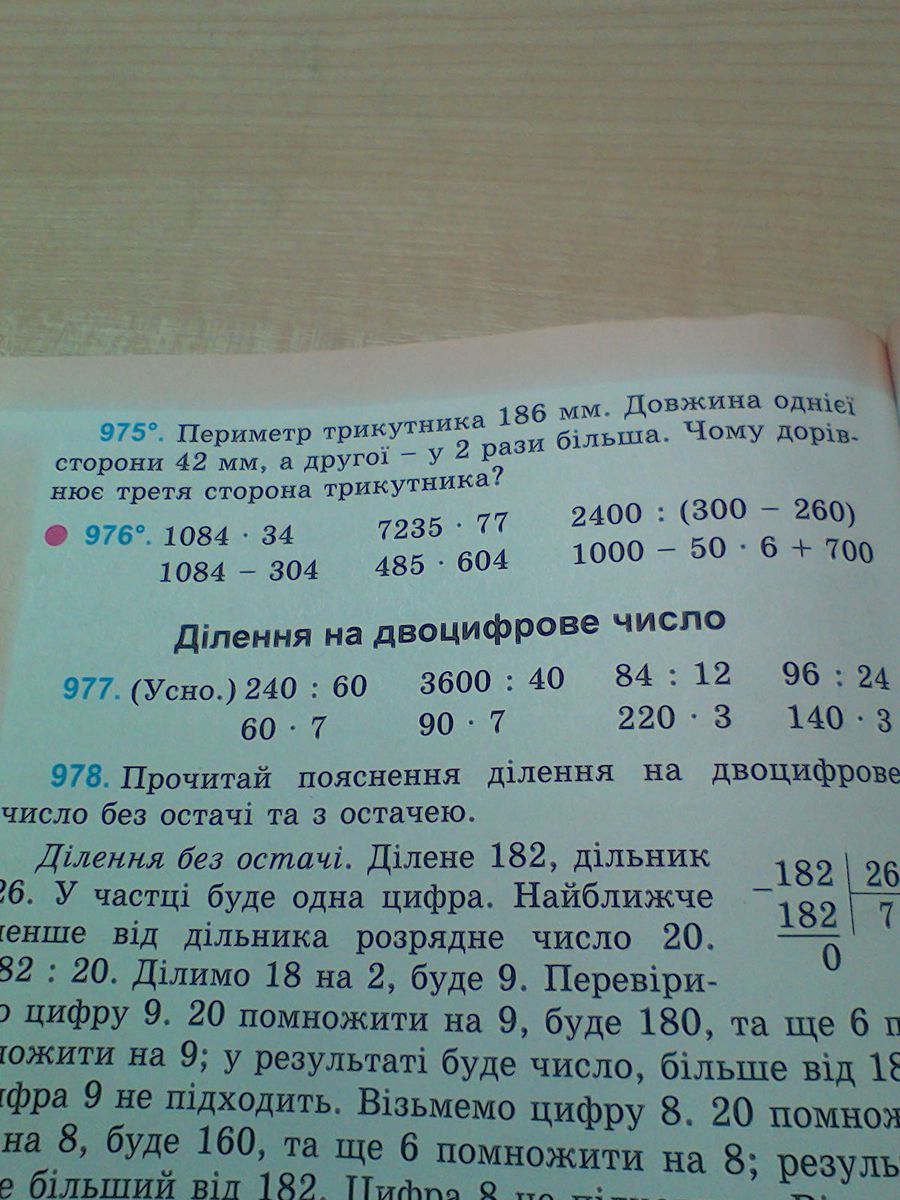 975°. Периметр трикутника 186 мм. Довжина однієї
сторони 42 мм, а другої – у 2 рази більша. Чому дорів-
нює третя сторона трикутника?
976°. 1084 · 34 7235 · 77 2400 : (300 – 260)
1084 – 304 485 · 604 1000 – 50 · 6 + 700
Ділення на двоцифрове число
977. (Усно.) 240 : 60 3600 : 40 84 : 12 96 : 24
60 · 7 90 · 7 220 · 3 140 · 3
978. Прочитай пояснення ділення на двоцифрове
число без остачі та з остачею.
Ділення без остачі. Ділене 182, дільник
26. У частці буде одна цифра. Найближче
менше від дільника розрядне число 20.
82 : 20. Ділимо 18 на 2, буде 9. Перевіри-
цифру 9. 20 помножити на 9, буде 180, та ще 6
на 9; у результаті буде число, більше від
9 не підходить. Візьмемо цифру 8. 20
на 8, буде 160, та ще 6 помножити на 8;
більший від 182. Цифра 8 не
–182 26
182 7
0